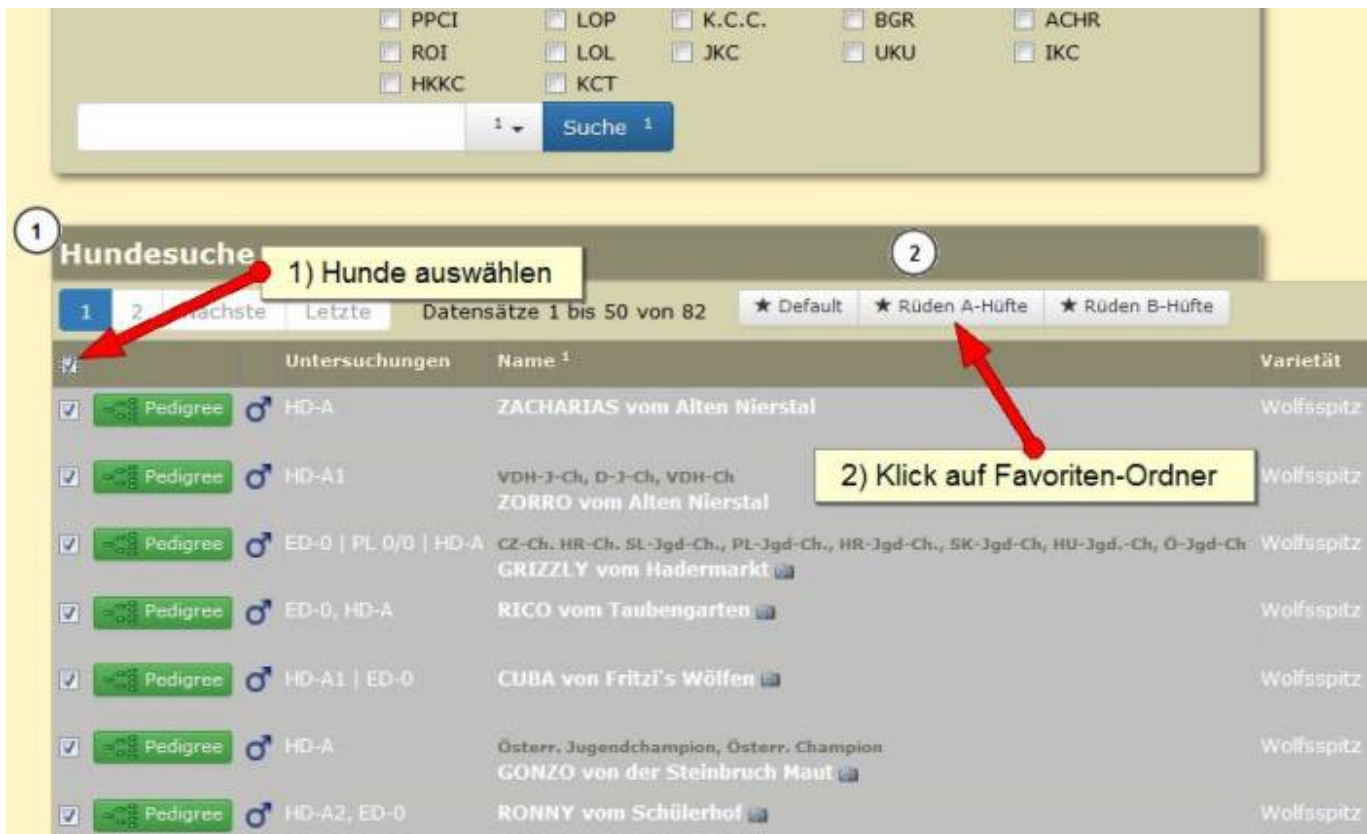 PPCI LOP K.C.C. BGR ACHR
ROI LOL JKC UKU IKC
HKKC KCT
1 Suche 1
1
Hundesuche
2
1) Hunde auswählen
1 2 Nächste Letzte Datensätze 1 bis 50 von 82 ★ Default ★ Rüden A-Hüfte ★ Rüden B-Hüfte
Untersuchungen Name 1 Varietät
Pedigree HD-A ZACHARIAS vom Alten Nierstal Wolfsspitz
2) Klick auf Favoriten-Ordner
Pedigree HD-A1 VDH-J-Ch, D-J-Ch, VDH-Ch Wolfsspitz
ZORRO vom Alten Nierstal
Pedigree ED-0 | PL 0/0 | HD-A CZ-Ch. HR-Ch. SL-Jgd-Ch., PL-Jgd-Ch., HR-Jgd-Ch., SK-Jgd-Ch, HU-Jgd.-Ch, Ö-Jgd-Ch Wolfsspitz
GRIZZLY vom Hadermarkt
Pedigree ED-0, HD-A RICO vom Taubengarten Wolfsspitz
Pedigree HD-A1 | ED-0 CUBA von Fritzi's Wölfen Wolfsspitz
Pedigree HD-A Österr. Jugendchampion, Österr. Champion Wolfsspitz
GONZO von der Steinbruch Maut
Pedigree HD-A2, ED-0 RONNY vom Schülerhof Wolfsspitz